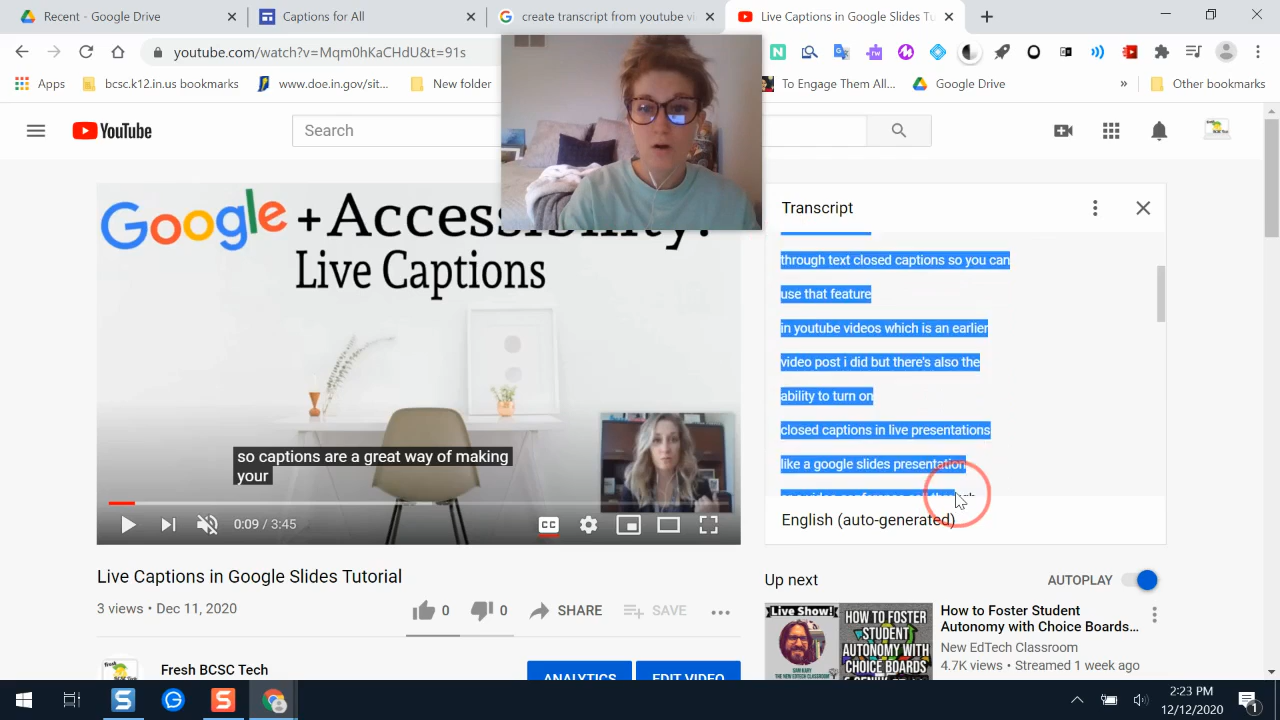 Recent - Google Drive
Captions for All
create transcript from youtube vi
Live Captions in Google Slides Tu
youtube.com/watch?v=Mqm0hKaCHdU&t=91s
App
bcsc.k12.in.us bookmarks
www.doe.in.gov/sit...
New folder
To Engage Them All...
Google Drive
»
Other bookmarks
YouTube
Search
Google +Accessibility:
Live Captions
so captions are a great way of making
your
0:09 / 3:45
CC
Live Captions in Google Slides Tutorial
3 views • Dec 11, 2020
0
0
SHARE
SAVE
Fresh BCSC Tech
ANALYTICS
EDIT VIDEO
Transcript
through text closed captions so you can
use that feature
in youtube videos which is an earlier
video post i did but there's also the
ability to turn on
closed captions in live presentations
like a google slides presentation
English (auto-generated)
Up next
AUTOPLAY
Live Show!
HOW TO FOSTER
STUDENT
AUTONOMY WITH
CHOICE BOARDS
How to Foster Student
Autonomy with Choice Boards...
New EdTech Classroom
4.7K views • Streamed 1 week ago
2:23 PM
12/12/2020
1